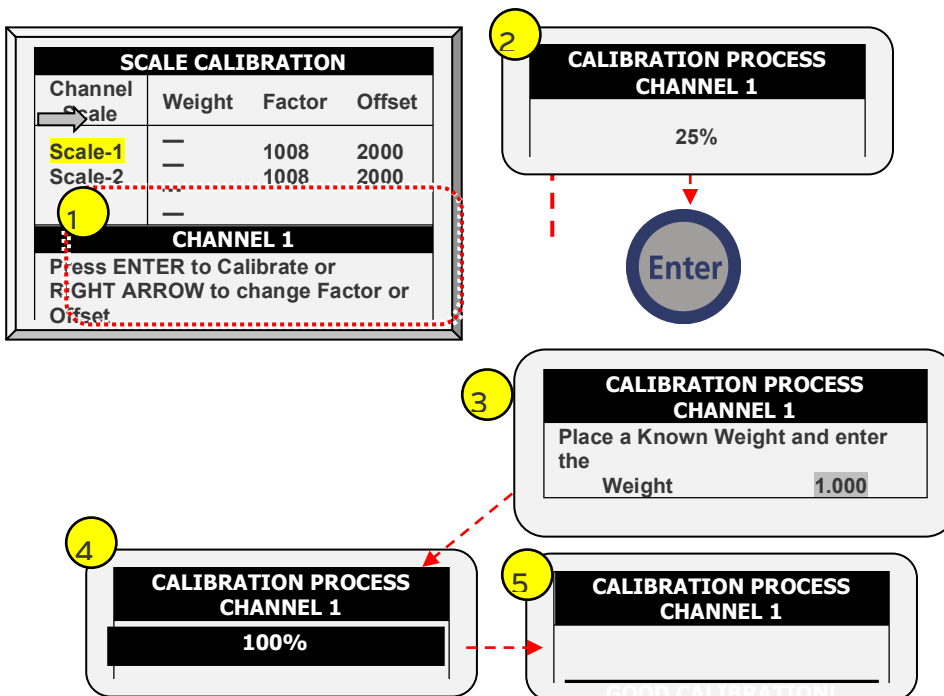 SCALE CALIBRATION
Channel
Scale Weight Factor Offset
Scale-1 — 1008 2000
Scale-2 — 1008 2000
... —
1
CHANNEL 1
Press ENTER to Calibrate or
RIGHT ARROW to change Factor or
Offset
2
CALIBRATION PROCESS
CHANNEL 1
25%
Enter
3
CALIBRATION PROCESS
CHANNEL 1
Place a Known Weight and enter
the
Weight 1.000
4
CALIBRATION PROCESS
CHANNEL 1
100%
5
CALIBRATION PROCESS
CHANNEL 1
GOOD CALIBRATION!